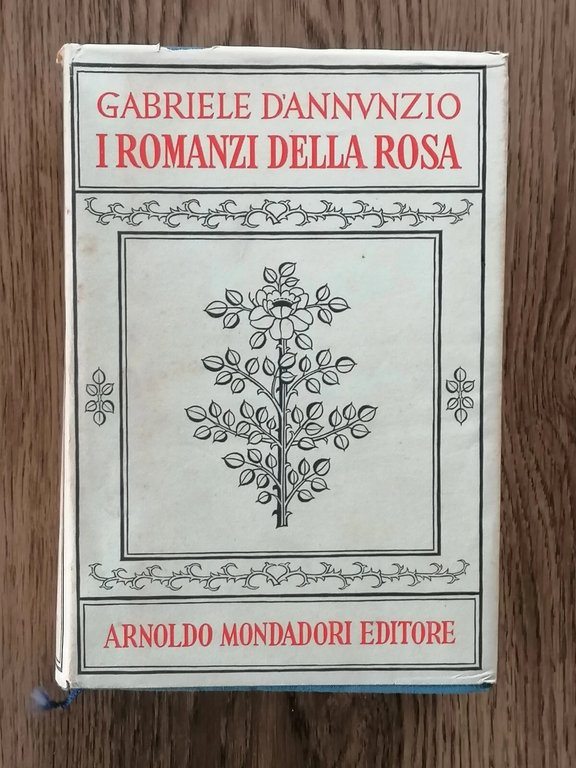 GABRIELE D'ANNVNZIO
I ROMANZI DELLA ROSA
ARNOLDO MONDADORI EDITORE